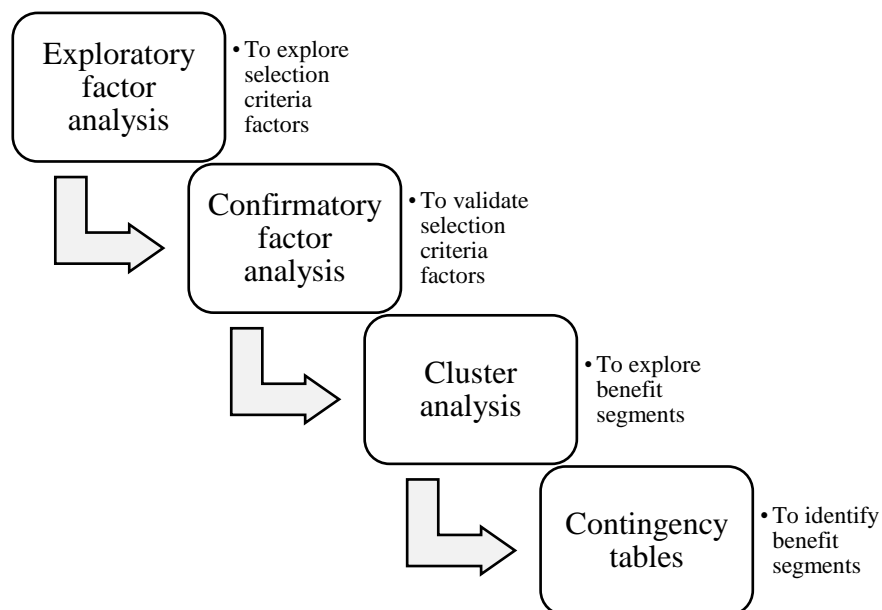 Exploratory
factor
analysis
• To explore
selection
criteria
factors
Confirmatory
factor
analysis
• To validate
selection
criteria
factors
Cluster
analysis
• To explore
benefit
segments
Contingency
tables
• To identify
benefit
segments